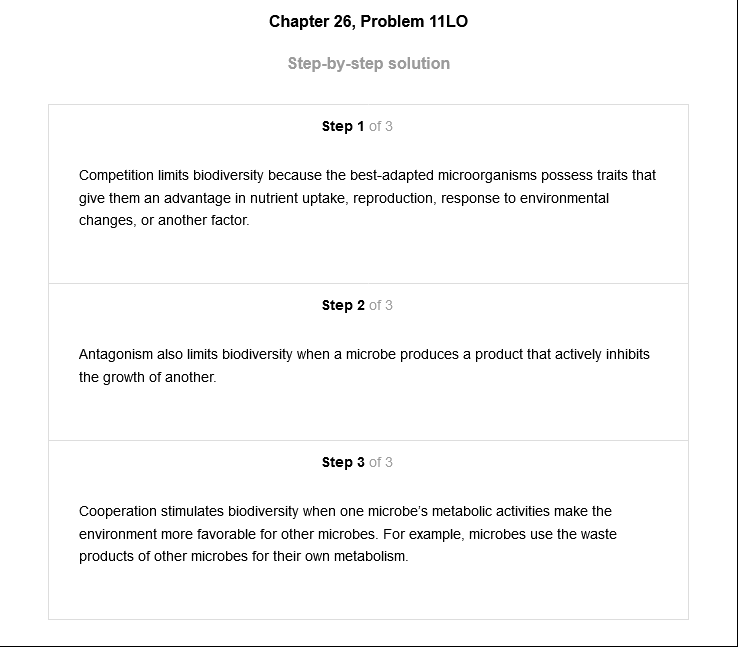 Chapter 26, Problem 11LO
Step-by-step solution
Step 1 of 3
Competition limits biodiversity because the best-adapted microorganisms possess traits that
give them an advantage in nutrient uptake, reproduction, response to environmental
changes, or another factor.
Step 2 of 3
Antagonism also limits biodiversity when a microbe produces a product that actively inhibits
the growth of another.
Step 3 of 3
Cooperation stimulates biodiversity when one microbe's metabolic activities make the
environment more favorable for other microbes. For example, microbes use the waste
products of other microbes for their own metabolism.